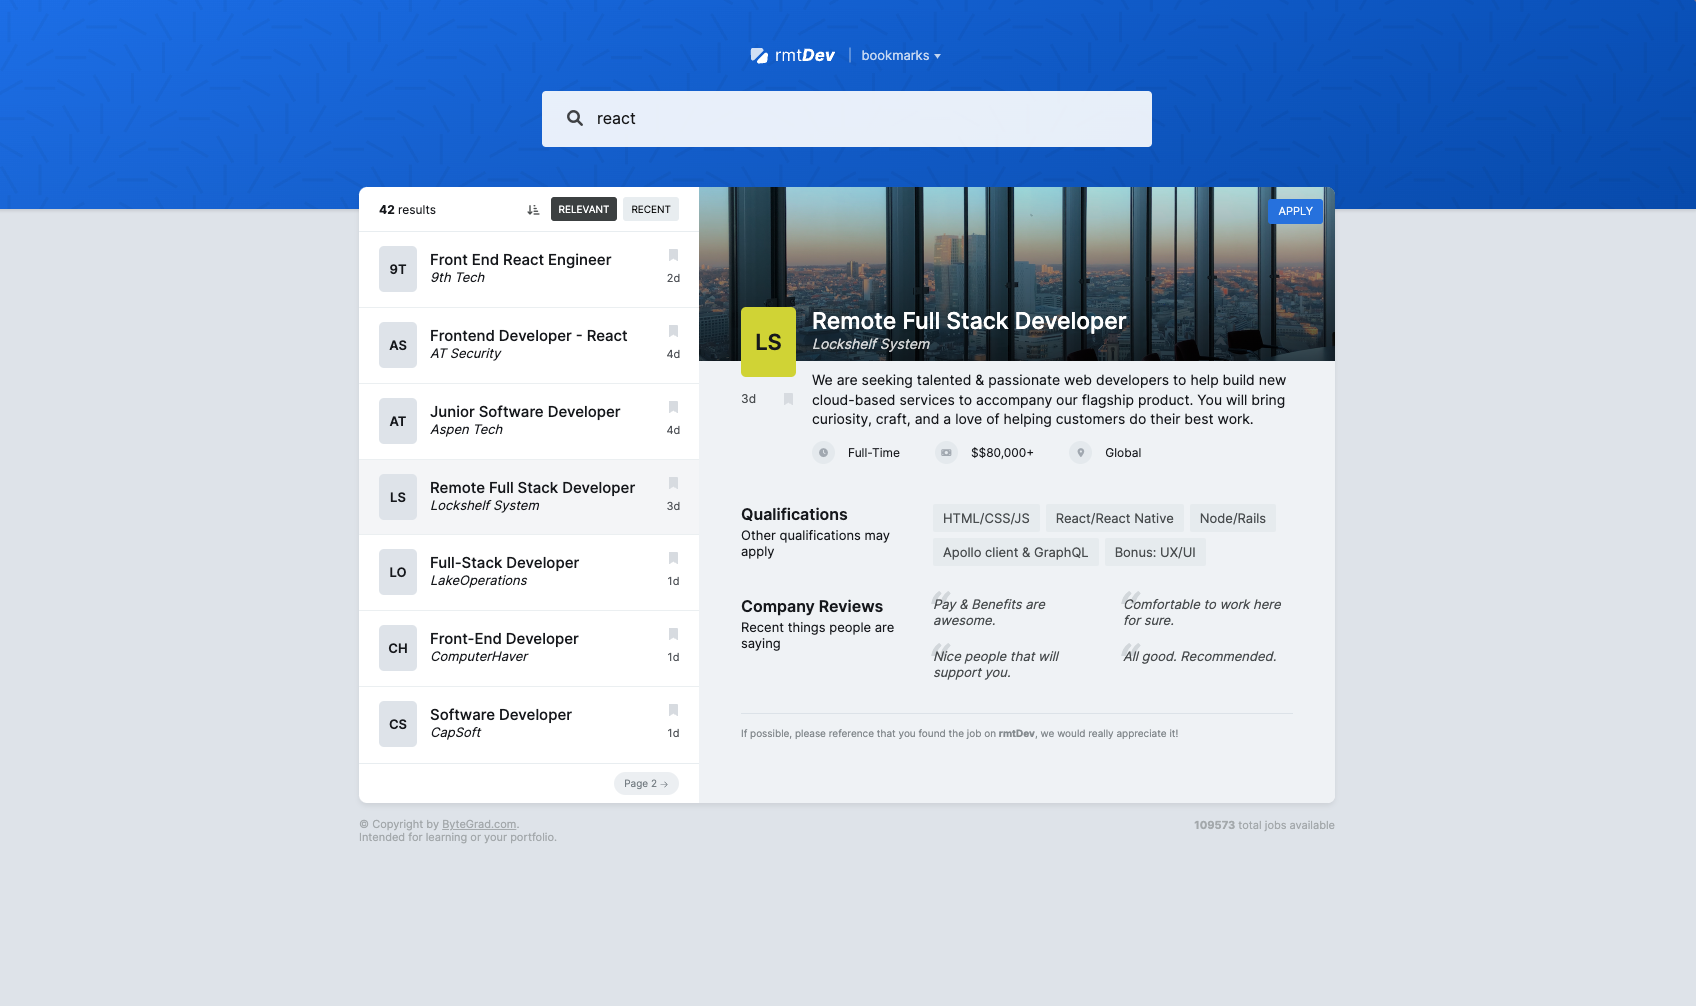 rmtDev
bookmarks
react
42 results
RELEVANT
RECENT
9T
Front End React Engineer
9th Tech
2d
AS
Frontend Developer - React
AT Security
4d
AT
Junior Software Developer
Aspen Tech
4d
LS
Remote Full Stack Developer
Lockshelf System
3d
LO
Full-Stack Developer
LakeOperations
1d
CH
Front-End Developer
ComputerHaver
1d
CS
Software Developer
CapSoft
1d
Page 2 →
APPLY
LS
Remote Full Stack Developer
Lockshelf System
3d
We are seeking talented & passionate web developers to help build new
cloud-based services to accompany our flagship product. You will bring
curiosity, craft, and a love of helping customers do their best work.
Full-Time
$$80,000+
Global
Qualifications
Other qualifications may
apply
HTML/CSS/JS
React/React Native
Node/Rails
Apollo client & GraphQL
Bonus: UX/UI
Company Reviews
Recent things people are
saying
“
Pay & Benefits are
awesome.
“
Comfortable to work here
for sure.
“
Nice people that will
support you.
“
All good. Recommended.
If possible, please reference that you found the job on rmtDev, we would really appreciate it!
© Copyright by ByteGrad.com.
Intended for learning or your portfolio.
109573 total jobs available